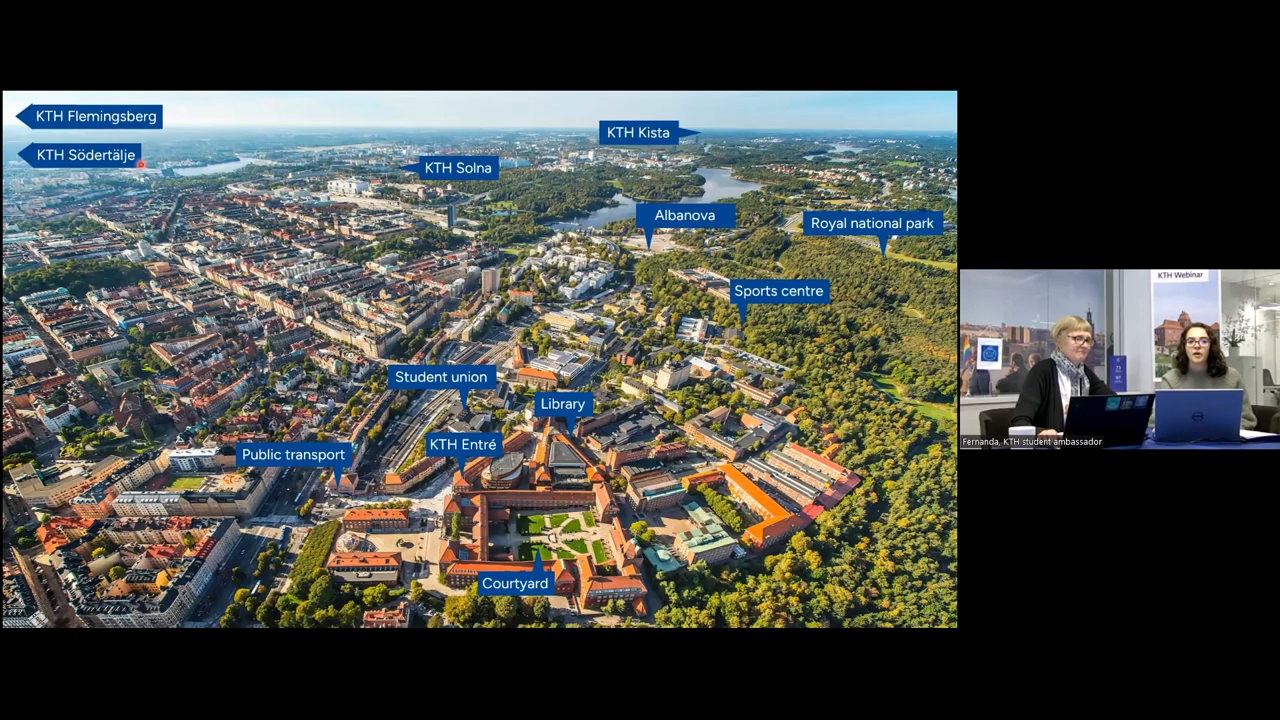 KTH Flemingsberg
KTH Södertälje
KTH Kista
KTH Solna
Albanova
Royal national park
Sports centre
Student union
Library
KTH Entré
Public transport
Courtyard
KTH Webinar
DELL
Fernanda, KTH student ambassador